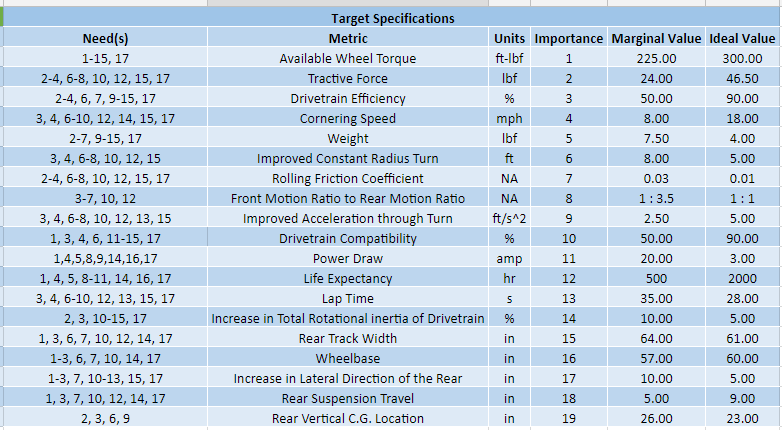 Target Specifications
Need(s) Metric Units Importance Marginal Value Ideal Value
1-15, 17 Available Wheel Torque ft-lbf 1 225.00 300.00
2-4, 6-8, 10, 12, 15, 17 Tractive Force lbf 2 24.00 46.50
2-4, 6, 7, 9-15, 17 Drivetrain Efficiency % 3 50.00 90.00
3, 4, 6-10, 12, 14, 15, 17 Cornering Speed mph 4 8.00 18.00
2-7, 9-15, 17 Weight lbf 5 7.50 4.00
3, 4, 6-8, 10, 12, 15 Improved Constant Radius Turn ft 6 8.00 5.00
2-4, 6-8, 10, 12, 15, 17 Rolling Friction Coefficient NA 7 0.03 0.01
3-7, 10, 12 Front Motion Ratio to Rear Motion Ratio NA 8 1 : 3.5 1 : 1
3, 4, 6-8, 10, 12, 13, 15 Improved Acceleration through Turn ft/s^2 9 2.50 5.00
1, 3, 4, 6, 11-15, 17 Drivetrain Compatibility % 10 50.00 90.00
1,4,5,8,9,14,16,17 Power Draw amp 11 20.00 3.00
1, 4, 5, 8-11, 14, 16, 17 Life Expectancy hr 12 500 2000
3, 4, 6-10, 12, 13, 15, 17 Lap Time s 13 35.00 28.00
2, 3, 10-15, 17 Increase in Total Rotational inertia of Drivetrain % 14 10.00 5.00
1, 3, 6, 7, 10, 12, 14, 17 Rear Track Width in 15 64.00 61.00
1-3, 6, 7, 10, 14, 17 Wheelbase in 16 57.00 60.00
1-3, 7, 10-13, 15, 17 Increase in Lateral Direction of the Rear in 17 10.00 5.00
1, 3, 7, 10, 12, 14, 17 Rear Suspension Travel in 18 5.00 9.00
2, 3, 6, 9 Rear Vertical C.G. Location in 19 26.00 23.00